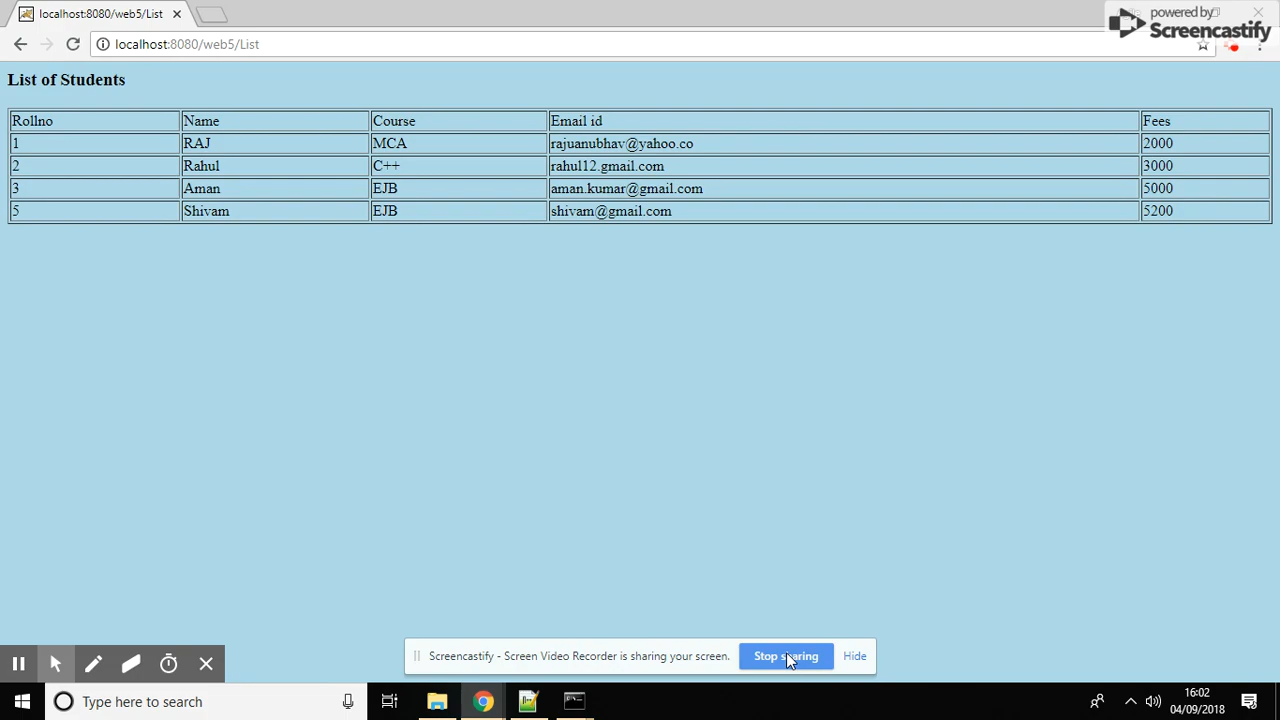 localhost:8080/web5/List
powered by
Screencastify
localhost:8080/web5/List
List of Students
Rollno Name Course Email id Fees
1 RAJ MCA rajuanubhav@yahoo.co 2000
2 Rahul C++ rahul12.gmail.com 3000
3 Aman EJB aman.kumar@gmail.com 5000
5 Shivam EJB shivam@gmail.com 5200
Screencastify - Screen Video Recorder is sharing your screen. Stop sharing Hide
Type here to search
16:02
04/09/2018